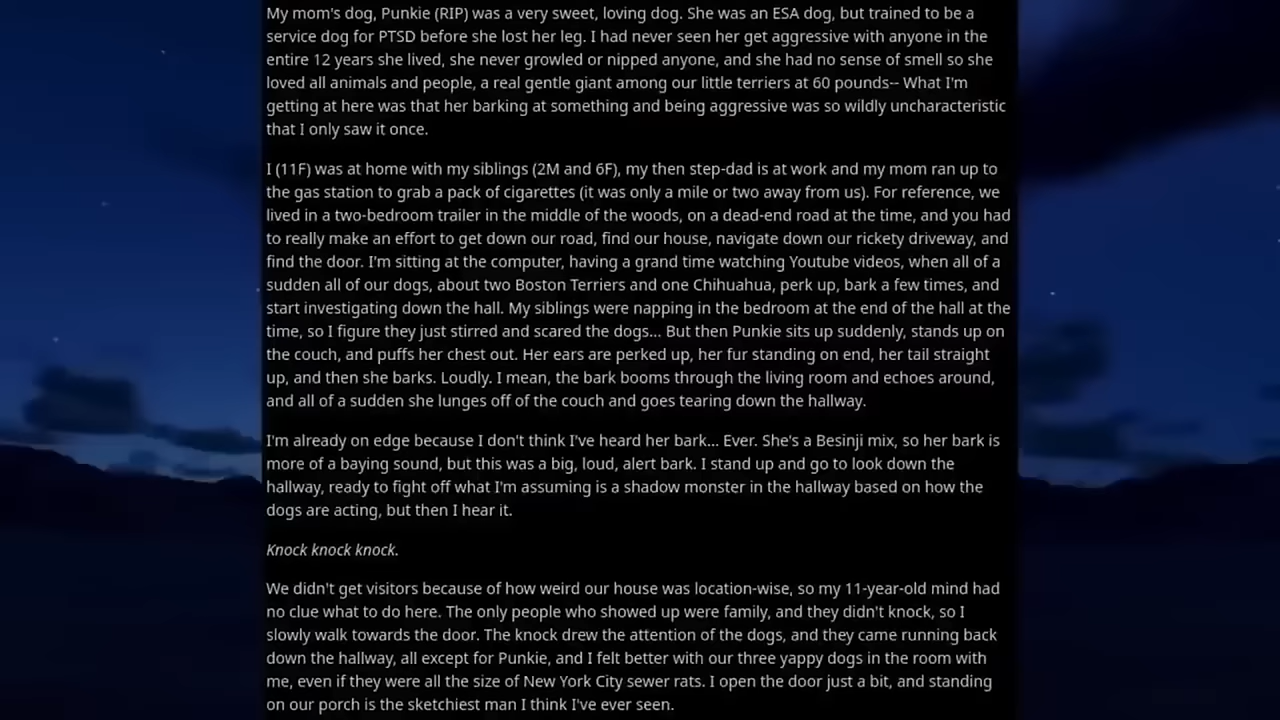 My mom's dog, Punkie (RIP) was a very sweet, loving dog. She was an ESA dog, but trained to be a
service dog for PTSD before she lost her leg. I had never seen her get aggressive with anyone in the
entire 12 years she lived, she never growled or nipped anyone, and she had no sense of smell so she
loved all animals and people, a real gentle giant among our little terriers at 60 pounds-- What I'm
getting at here was that her barking at something and being aggressive was so wildly uncharacteristic
that I only saw it once.
I (11F) was at home with my siblings (2M and 6F), my then step-dad is at work and my mom ran up to
the gas station to grab a pack of cigarettes (it was only a mile or two away from us). For reference, we
lived in a two-bedroom trailer in the middle of the woods, on a dead-end road at the time, and you had
to really make an effort to get down our road, find our house, navigate down our rickety driveway, and
find the door. I'm sitting at the computer, having a grand time watching Youtube videos, when all of a
sudden all of our dogs, about two Boston Terriers and one Chihuahua, perk up, bark a few times, and
start investigating down the hall. My siblings were napping in the bedroom at the end of the hall at the
time, so I figure they just stirred and scared the dogs... But then Punkie sits up suddenly, stands up on
the couch, and puffs her chest out. Her ears are perked up, her fur standing on end, her tail straight
up, and then she barks. Loudly. I mean, the bark booms through the living room and echoes around,
and all of a sudden she lunges off of the couch and goes tearing down the hallway.
I'm already on edge because I don't think I've heard her bark... Ever. She's a Besinji mix, so her bark is
more of a baying sound, but this was a big, loud, alert bark. I stand up and go to look down the
hallway, ready to fight off what I'm assuming is a shadow monster in the hallway based on how the
dogs are acting, but then I hear it.
Knock knock knock.
We didn't get visitors because of how weird our house was location-wise, so my 11-year-old mind had
no clue what to do here. The only people who showed up were family, and they didn't knock, so I
slowly walk towards the door. The knock drew the attention of the dogs, and they came running back
down the hallway, all except for Punkie, and I felt better with our three yappy dogs in the room with
me, even if they were all the size of New York City sewer rats. I open the door just a bit, and standing
on our porch is the sketchiest man I think I've ever seen.